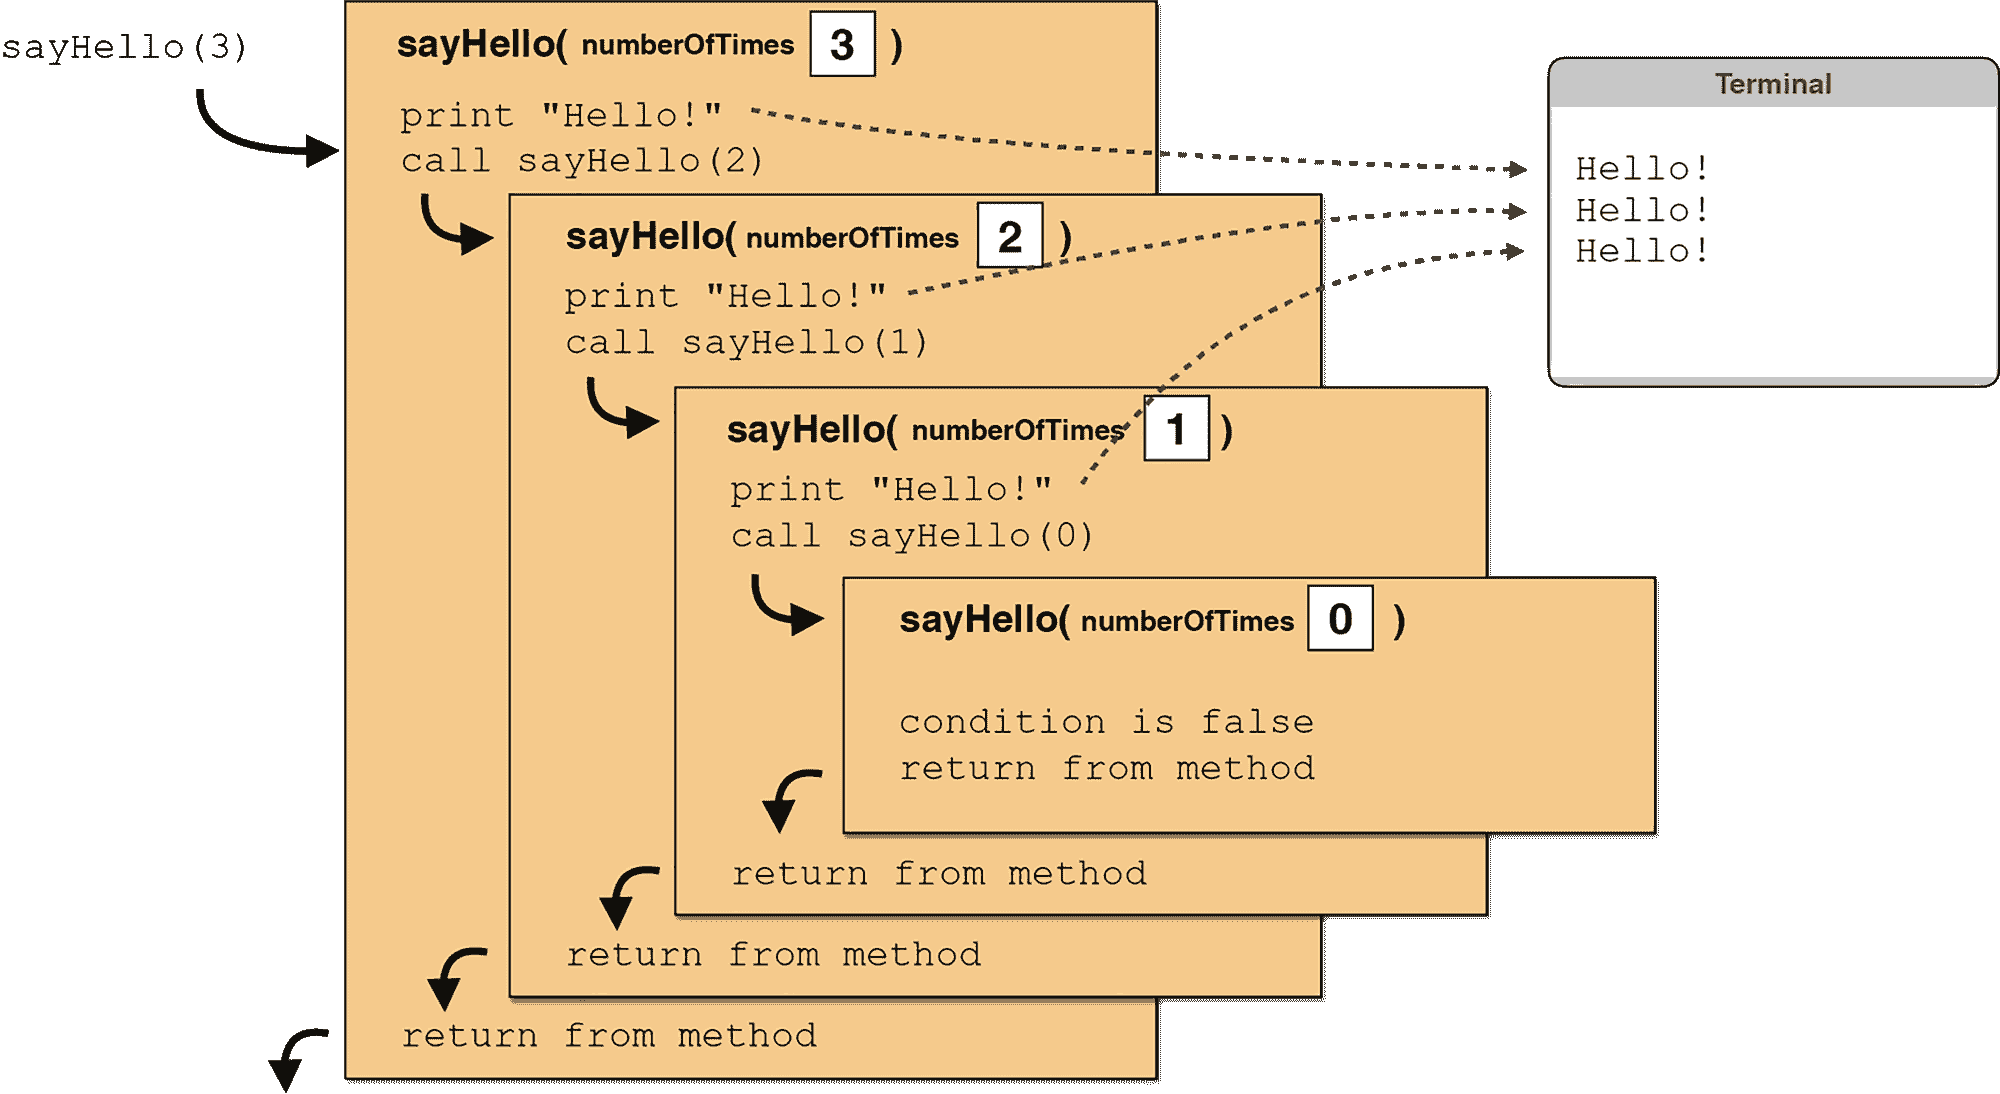 sayHello(3)
sayHello( numberOfTimes 3 )
print "Hello!"
call sayHello(2)
sayHello( numberOfTimes 2 )
print "Hello!"
call sayHello(1)
sayHello( numberOfTimes 1 )
print "Hello!"
call sayHello(0)
sayHello( numberOfTimes 0 )
condition is false
return from method
return from method
return from method
return from method
Terminal
Hello!
Hello!
Hello!